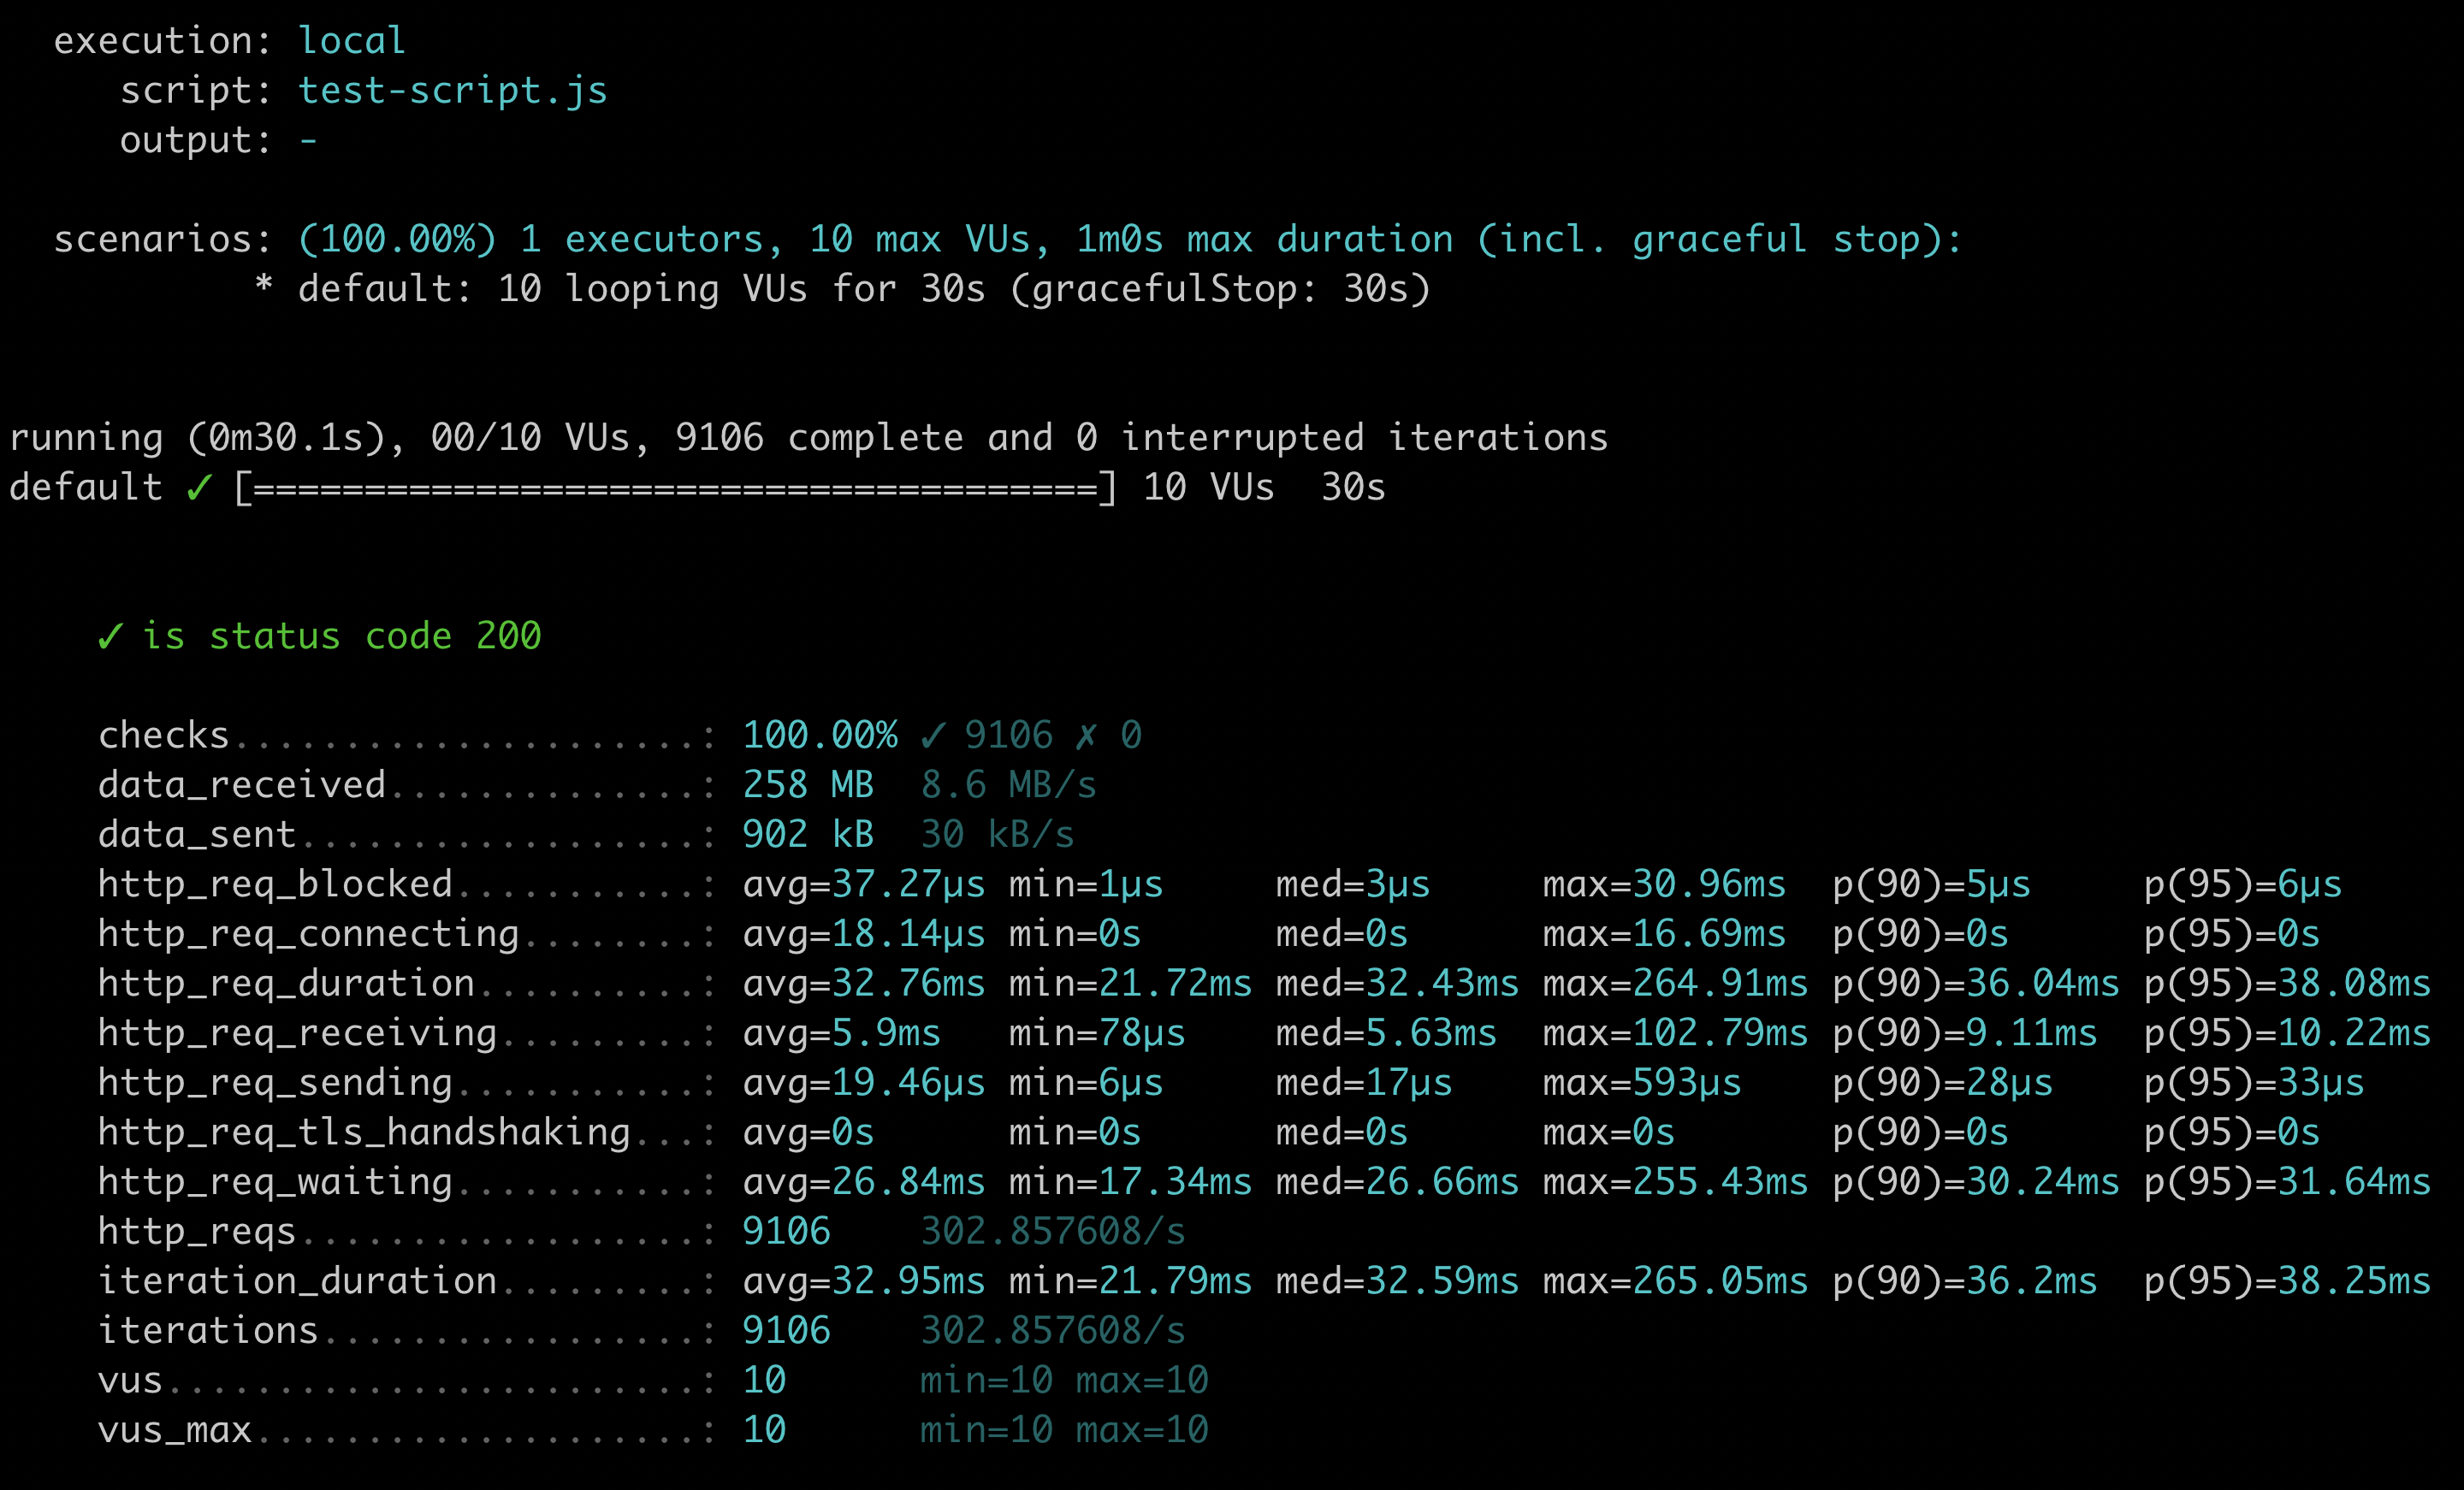 execution: local
script: test-script.js
output: -
scenarios: (100.00%) 1 executors, 10 max VUs, 1m0s max duration (incl. graceful stop):
* default: 10 looping VUs for 30s (gracefulStop: 30s)
running (0m30.1s), 00/10 VUs, 9106 complete and 0 interrupted iterations
default ✓ [======================================] 10 VUs  30s
✓ is status code 200
checks.....................: 100.00% ✓ 9106 ✗ 0
data_received..............: 258 MB  8.6 MB/s
data_sent..................: 902 kB  30 kB/s
http_req_blocked...........: avg=37.27µs min=1µs     med=3µs     max=30.96ms  p(90)=5µs     p(95)=6µs
http_req_connecting........: avg=18.14µs min=0s      med=0s      max=16.69ms  p(90)=0s      p(95)=0s
http_req_duration..........: avg=32.76ms min=21.72ms med=32.43ms max=264.91ms p(90)=36.04ms p(95)=38.08ms
http_req_receiving.........: avg=5.9ms   min=78µs    med=5.63ms  max=102.79ms p(90)=9.11ms  p(95)=10.22ms
http_req_sending...........: avg=19.46µs min=6µs     med=17µs    max=593µs    p(90)=28µs    p(95)=33µs
http_req_tls_handshaking...: avg=0s      min=0s      med=0s      max=0s       p(90)=0s      p(95)=0s
http_req_waiting...........: avg=26.84ms min=17.34ms med=26.66ms max=255.43ms p(90)=30.24ms p(95)=31.64ms
http_reqs..................: 9106    302.857608/s
iteration_duration.........: avg=32.95ms min=21.79ms med=32.59ms max=265.05ms p(90)=36.2ms  p(95)=38.25ms
iterations.................: 9106    302.857608/s
vus........................: 10      min=10 max=10
vus_max....................: 10      min=10 max=10